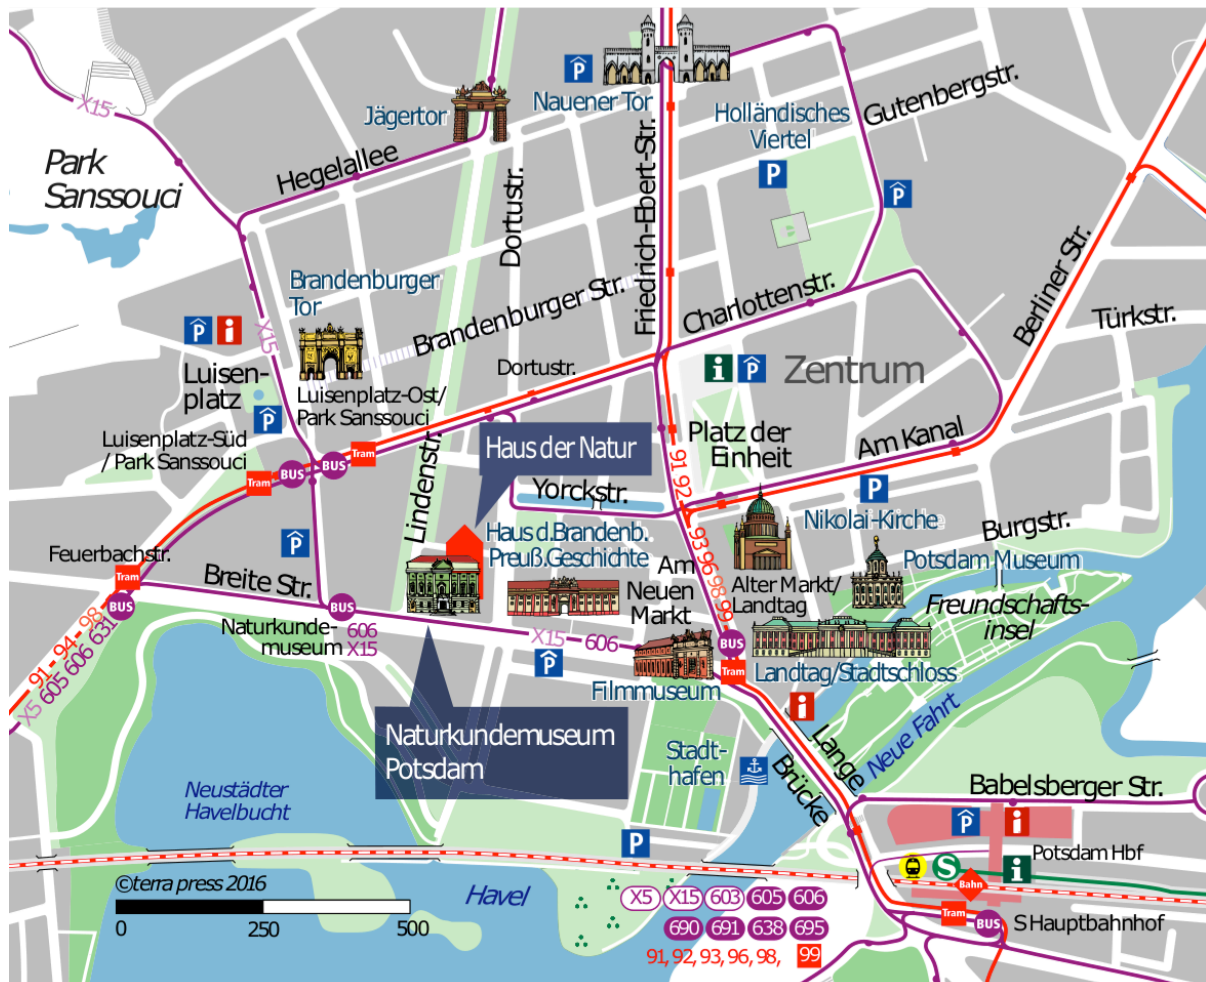 X15
Park
Sanssouci
Hegelallee
Jägertor
P
Nauener Tor
Dortustr.
Friedrich-Ebert-Str.
Holländisches
Viertel
P
Gutenbergstr.
P
Berliner Str.
Türkstr.
Brandenburger
Tor
Brandenburger Str.
Charlottenstr.
P i
X15
Luisen-
platz
P
Dortustr.
i P
Zentrum
Luisenplatz-Ost/
Park Sanssouci
Luisenplatz-Süd
/ Park Sanssouci
Tram
BUS
BUS
Tram
Lindenstr.
Haus der Natur
Platz der
Einheit
Am Kanal
91 92
Yorckstr.
P
Nikolai-Kirche
Burgstr.
Feuerbachstr.
P
Haus d.Brandenb.
Preuß.Geschichte
93 96 98 99
Potsdam Museum
Tram
BUS
Breite Str.
BUS
Am
Neuen
Markt
Alter Markt/
Landtag
Freundschafts-
insel
Naturkunde-
museum
606
X15
X15 606
P
BUS
Tram
Filmmuseum
Landtag/Stadtschloss
91 - 94 - 98
X5 605 606 631
i
Naturkundemuseum
Potsdam
Stadt-
hafen
Lange
Brücke
Neue Fahrt
Neustädter
Havelbucht
Babelsberger Str.
P
P i
Potsdam Hbf
S
i
Bahn
©terra press 2016
0 250 500
Havel
X5 X15 603 605 606
690 691 638 695
91, 92, 93, 96, 98, 99
Tram
BUS
S Hauptbahnhof